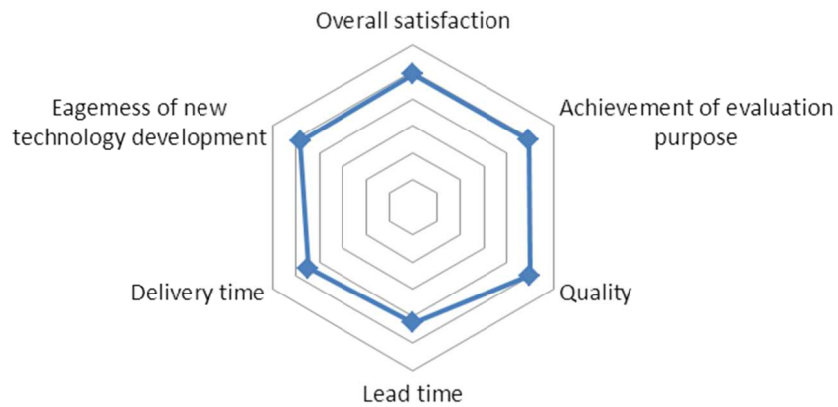 Overall satisfaction
Achievement of evaluation
purpose
Quality
Lead time
Delivery time
Eagemess of new
technology development